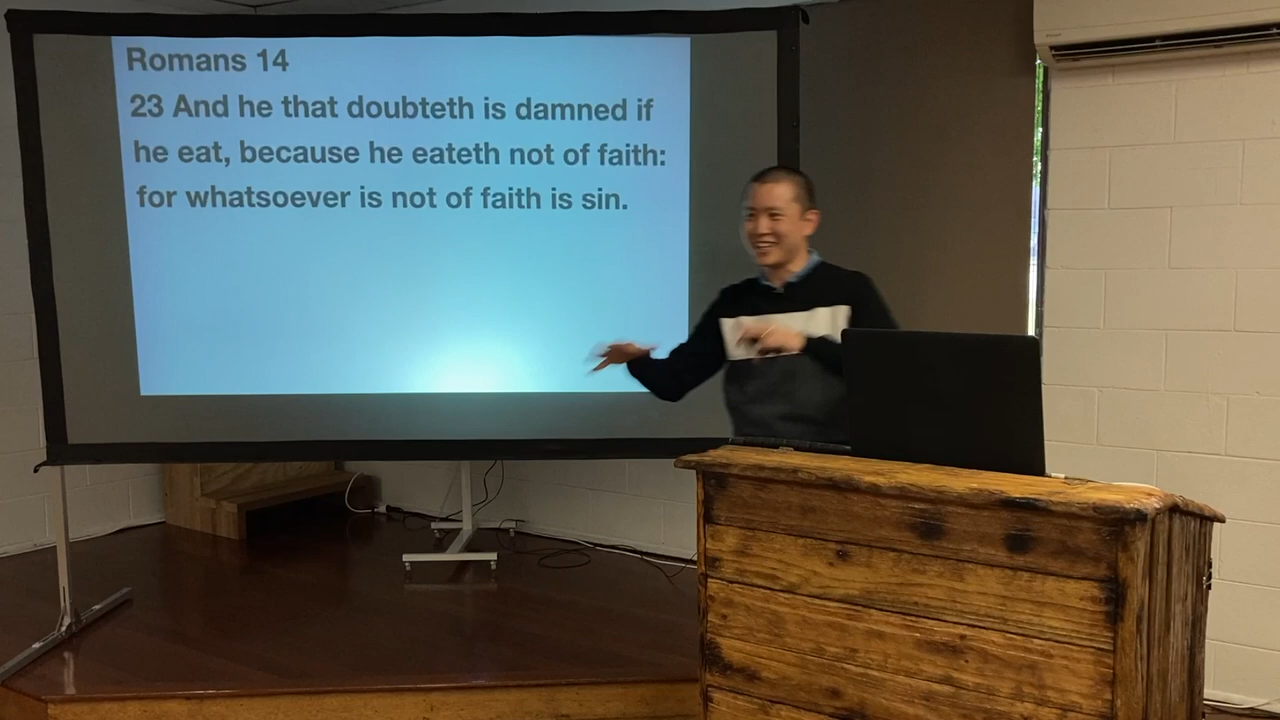 Romans 14
23 And he that doubteth is damned if
he eat, because he eateth not of faith:
for whatsoever is not of faith is sin.